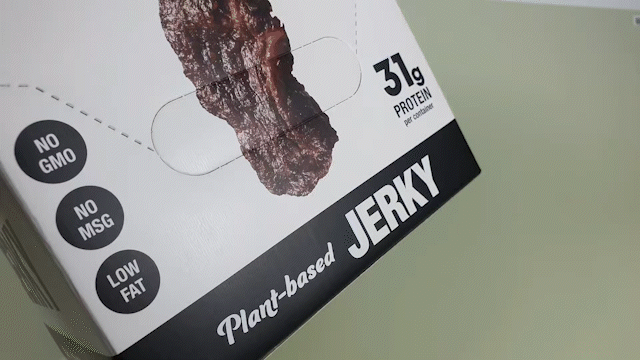 31g
PROTEIN
per container
NO
GMO
NO
MSG
LOW
FAT
Plant-based JERKY